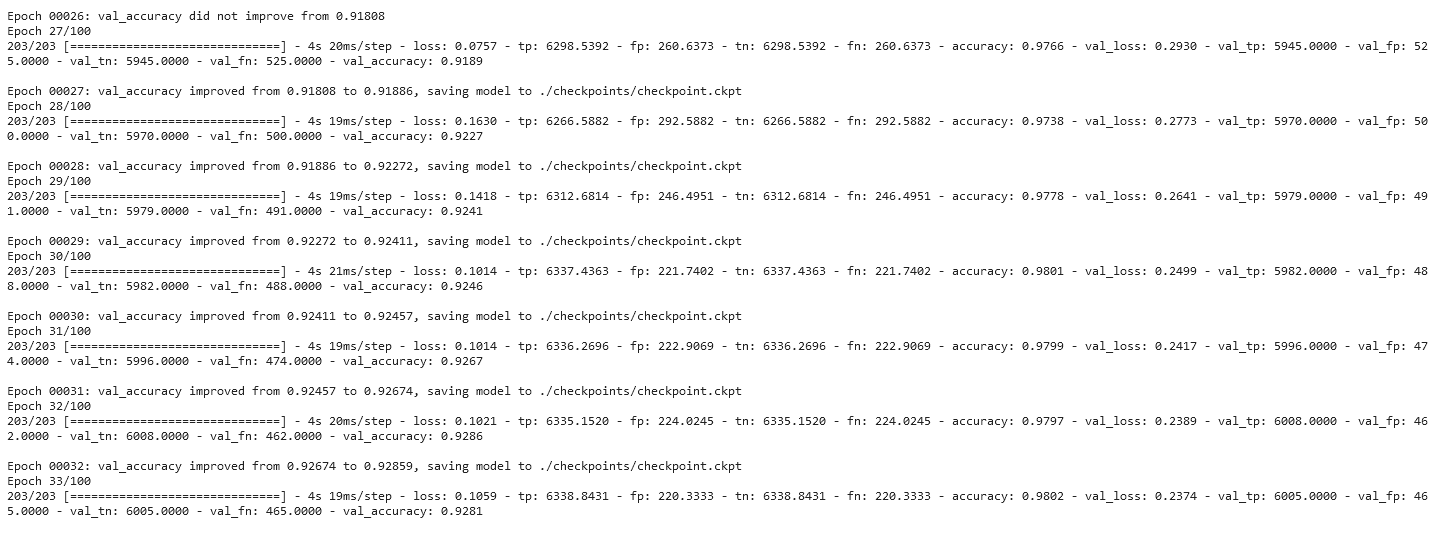 Epoch 00026: val_accuracy did not improve from 0.91808
Epoch 27/100
203/203 [==============================] - 4s 20ms/step - loss: 0.0757 - tp: 6298.5392 - fp: 260.6373 - tn: 6298.5392 - fn: 260.6373 - accuracy: 0.9766 - val_loss: 0.2930 - val_tp: 5945.0000 - val_fp: 52
5.0000 - val_tn: 5945.0000 - val_fn: 525.0000 - val_accuracy: 0.9189
Epoch 00027: val_accuracy improved from 0.91808 to 0.91886, saving model to ./checkpoints/checkpoint.ckpt
Epoch 28/100
203/203 [==============================] - 4s 19ms/step - loss: 0.1630 - tp: 6266.5882 - fp: 292.5882 - tn: 6266.5882 - fn: 292.5882 - accuracy: 0.9738 - val_loss: 0.2773 - val_tp: 5970.0000 - val_fp: 50
0.0000 - val_tn: 5970.0000 - val_fn: 500.0000 - val_accuracy: 0.9227
Epoch 00028: val_accuracy improved from 0.91886 to 0.92272, saving model to ./checkpoints/checkpoint.ckpt
Epoch 29/100
203/203 [==============================] - 4s 19ms/step - loss: 0.1418 - tp: 6312.6814 - fp: 246.4951 - tn: 6312.6814 - fn: 246.4951 - accuracy: 0.9778 - val_loss: 0.2641 - val_tp: 5979.0000 - val_fp: 49
1.0000 - val_tn: 5979.0000 - val_fn: 491.0000 - val_accuracy: 0.9241
Epoch 00029: val_accuracy improved from 0.92272 to 0.92411, saving model to ./checkpoints/checkpoint.ckpt
Epoch 30/100
203/203 [==============================] - 4s 21ms/step - loss: 0.1014 - tp: 6337.4363 - fp: 221.7402 - tn: 6337.4363 - fn: 221.7402 - accuracy: 0.9801 - val_loss: 0.2499 - val_tp: 5982.0000 - val_fp: 48
8.0000 - val_tn: 5982.0000 - val_fn: 488.0000 - val_accuracy: 0.9246
Epoch 00030: val_accuracy improved from 0.92411 to 0.92457, saving model to ./checkpoints/checkpoint.ckpt
Epoch 31/100
203/203 [==============================] - 4s 19ms/step - loss: 0.1014 - tp: 6336.2696 - fp: 222.9069 - tn: 6336.2696 - fn: 222.9069 - accuracy: 0.9799 - val_loss: 0.2417 - val_tp: 5996.0000 - val_fp: 47
4.0000 - val_tn: 5996.0000 - val_fn: 474.0000 - val_accuracy: 0.9267
Epoch 00031: val_accuracy improved from 0.92457 to 0.92674, saving model to ./checkpoints/checkpoint.ckpt
Epoch 32/100
203/203 [==============================] - 4s 20ms/step - loss: 0.1021 - tp: 6335.1520 - fp: 224.0245 - tn: 6335.1520 - fn: 224.0245 - accuracy: 0.9797 - val_loss: 0.2389 - val_tp: 6008.0000 - val_fp: 46
2.0000 - val_tn: 6008.0000 - val_fn: 462.0000 - val_accuracy: 0.9286
Epoch 00032: val_accuracy improved from 0.92674 to 0.92859, saving model to ./checkpoints/checkpoint.ckpt
Epoch 33/100
203/203 [==============================] - 4s 19ms/step - loss: 0.1059 - tp: 6338.8431 - fp: 220.3333 - tn: 6338.8431 - fn: 220.3333 - accuracy: 0.9802 - val_loss: 0.2374 - val_tp: 6005.0000 - val_fp: 46
5.0000 - val_tn: 6005.0000 - val_fn: 465.0000 - val_accuracy: 0.9281